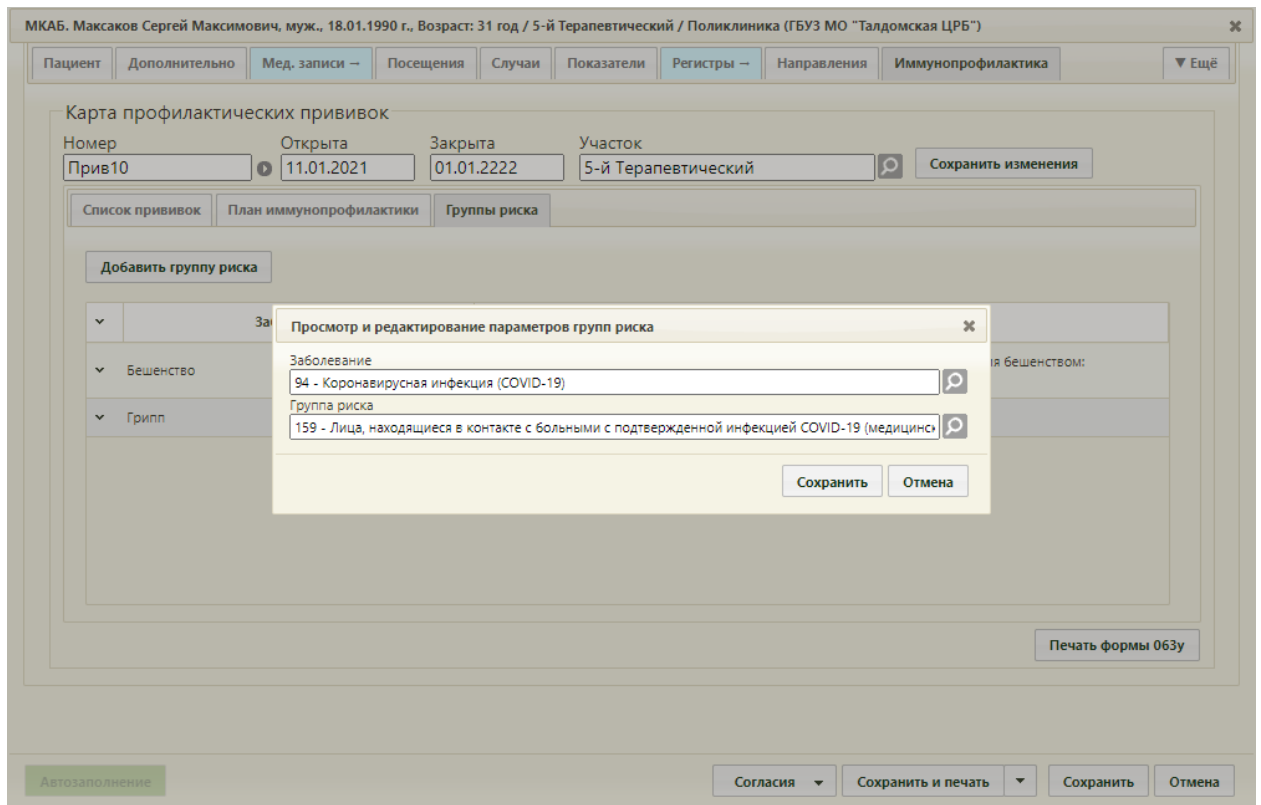 МКАБ. Максаков Сергей Максимович, муж., 18.01.1990 г., Возраст: 31 год / 5-й Терапевтический / Поликлиника (ГБУЗ МО "Талдомская ЦРБ")
Пациент Дополнительно Мед. записи → Посещения Случаи Показатели Регистры → Направления Иммунопрофилактика ▼ Ещё
Карта профилактических прививок
Номер Открыта Закрыта Участок
Прив10 11.01.2021 01.01.2222 5-й Терапевтический Сохранить изменения
Список прививок План иммунопрофилактики Группы риска
Добавить группу риска
Просмотр и редактирование параметров групп риска
Заболевание
94 - Коронавирусная инфекция (COVID-19)
Группа риска
159 - Лица, находящиеся в контакте с больными с подтвержденной инфекцией COVID-19 (медицинс
Сохранить Отмена
Бешенство бешенством:
Грипп
Печать формы 063у
Автозаполнение Согласия Сохранить и печать Сохранить Отмена